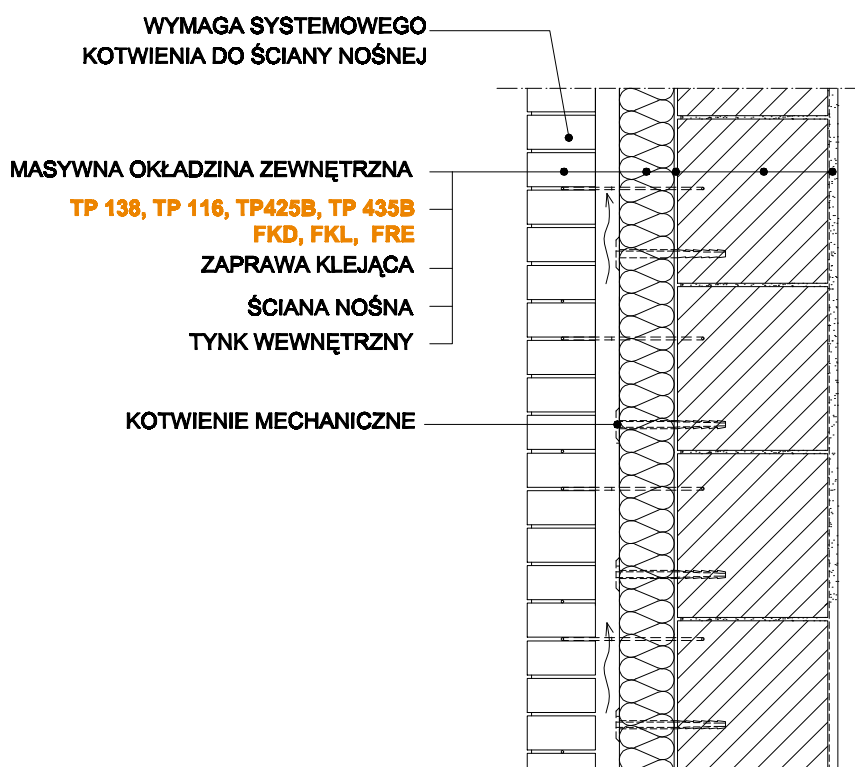 WYMAGA SYSTEMOWEGO
KOTWIENIA DO ŚCIANY NOŚNEJ
MASYWNA OKŁADZINA ZEWNĘTRZNA
TP 138, TP 116, TP425B, TP 435B
FKD, FKL, FRE
ZAPRAWA KLEJĄCA
ŚCIANA NOŚNA
TYNK WEWNĘTRZNY
KOTWIENIE MECHANICZNE